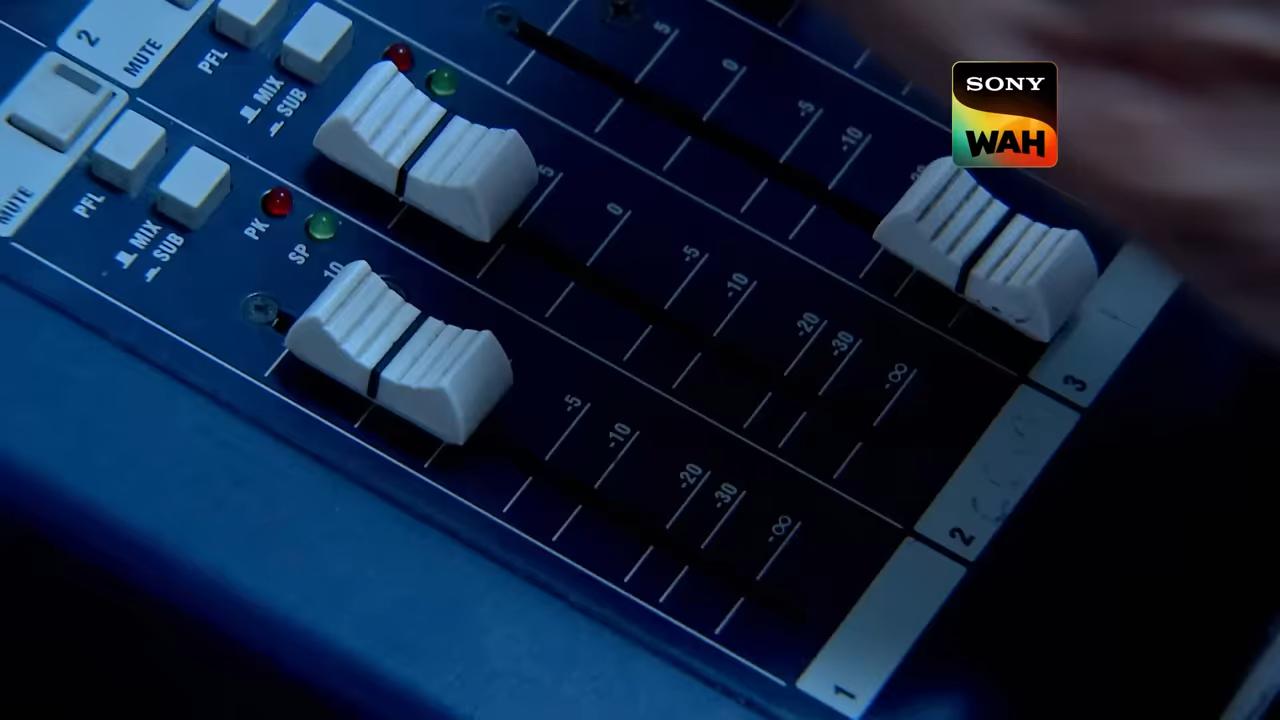 SONY
WAH
2
MUTE
PFL
MIX
SUB
5
0
-5
-10
3
MUTE
PFL
MIX
SUB
PK
SP
5
0
-5
-10
-20
-30
-∞
2
10
-5
-10
-20
-30
-∞
1